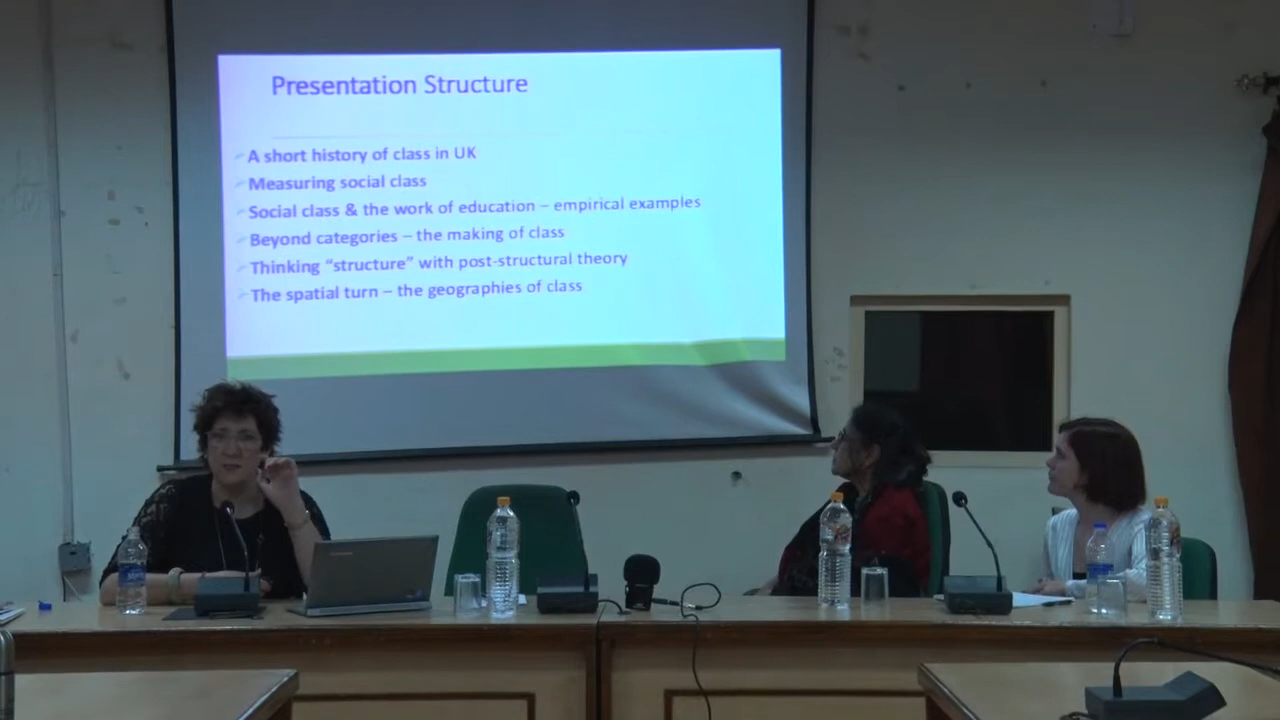 Presentation Structure
A short history of class in UK
Measuring social class
Social class & the work of education – empirical examples
Beyond categories – the making of class
Thinking “structure” with post-structural theory
The spatial turn – the geographies of class